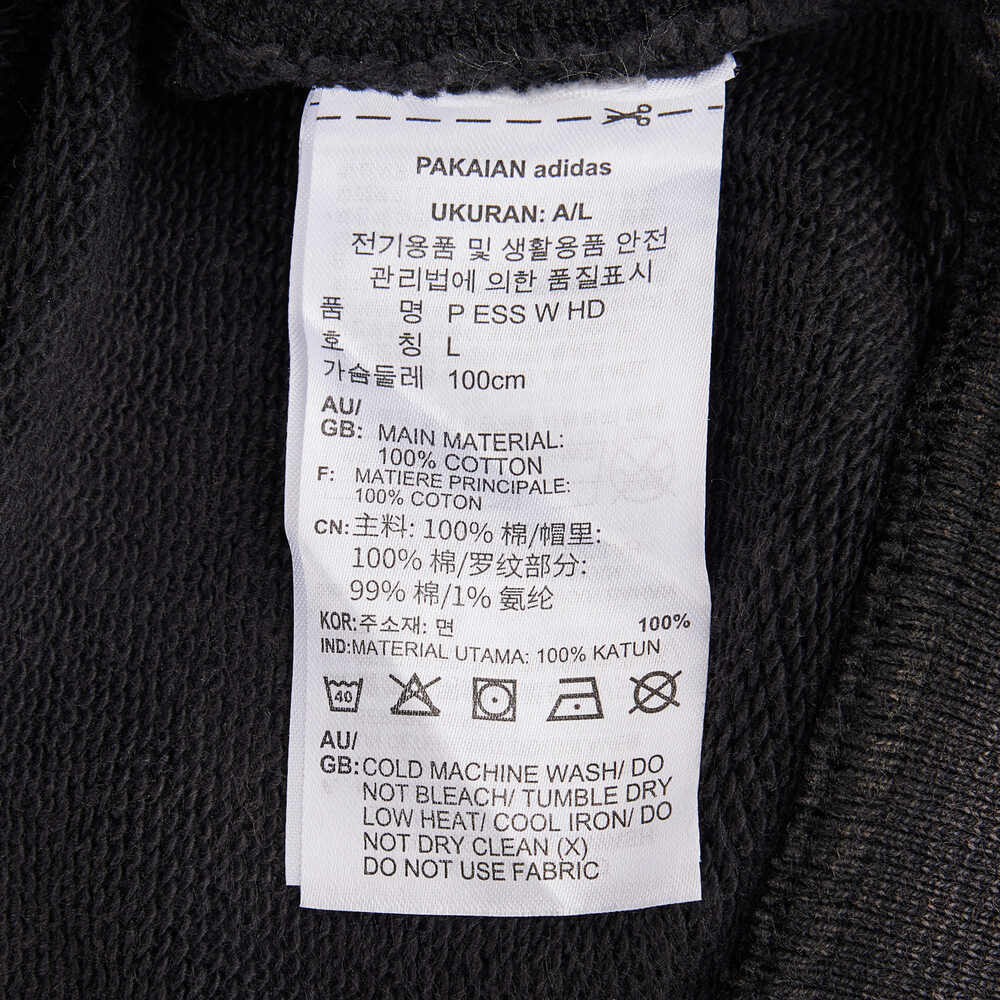 PAKAIAN adidas
UKURAN: A/L
전기용품 및 생활용품 안전
관리법에 의한 품질표시
품 명 P ESS W HD
호 칭 L
가슴둘레 100cm
AU/
GB: MAIN MATERIAL:
100% COTTON
F: MATIERE PRINCIPALE:
100% COTON
CN: 主料: 100% 棉/帽里:
100% 棉/罗纹部分:
99% 棉/1% 氨纶
KOR:주소재: 면 100%
IND:MATERIAL UTAMA: 100% KATUN
40
AU/
GB: COLD MACHINE WASH/ DO
NOT BLEACH/ TUMBLE DRY
LOW HEAT/ COOL IRON/ DO
NOT DRY CLEAN (X)
DO NOT USE FABRIC